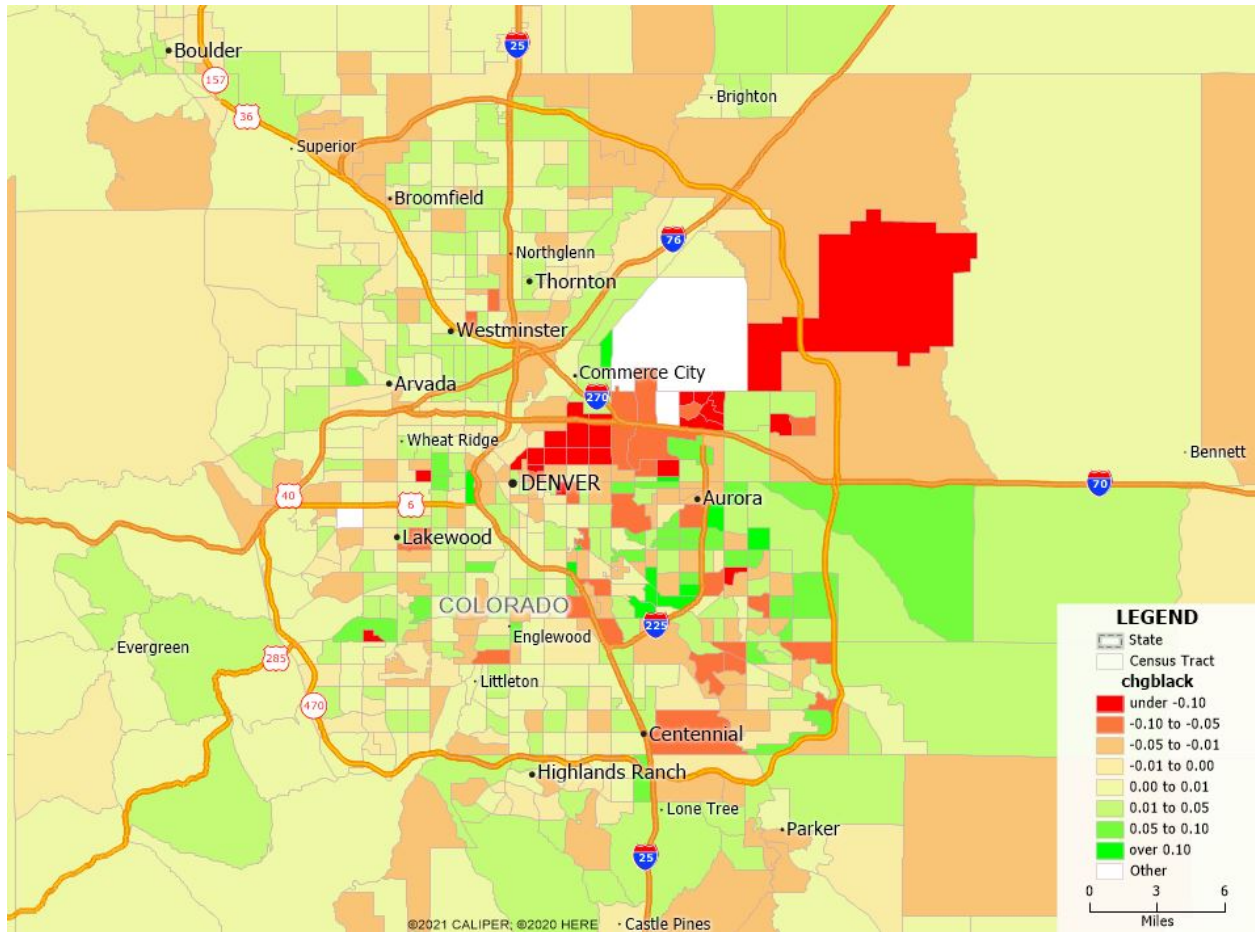 Boulder
25
157
36
Brighton
Superior
Broomfield
76
Northglenn
Thornton
Westminster
Commerce City
Arvada
270
Wheat Ridge
Bennett
DENVER
70
40
6
Aurora
Lakewood
COLORADO
225
Englewood
Evergreen
285
Littleton
470
Centennial
Highlands Ranch
Lone Tree
Parker
25
Castle Pines
©2021 CALIPER; ©2020 HERE
LEGEND
State
Census Tract
chgblack
under -0.10
-0.10 to -0.05
-0.05 to -0.01
-0.01 to 0.00
0.00 to 0.01
0.01 to 0.05
0.05 to 0.10
over 0.10
Other
0 3 6
Miles